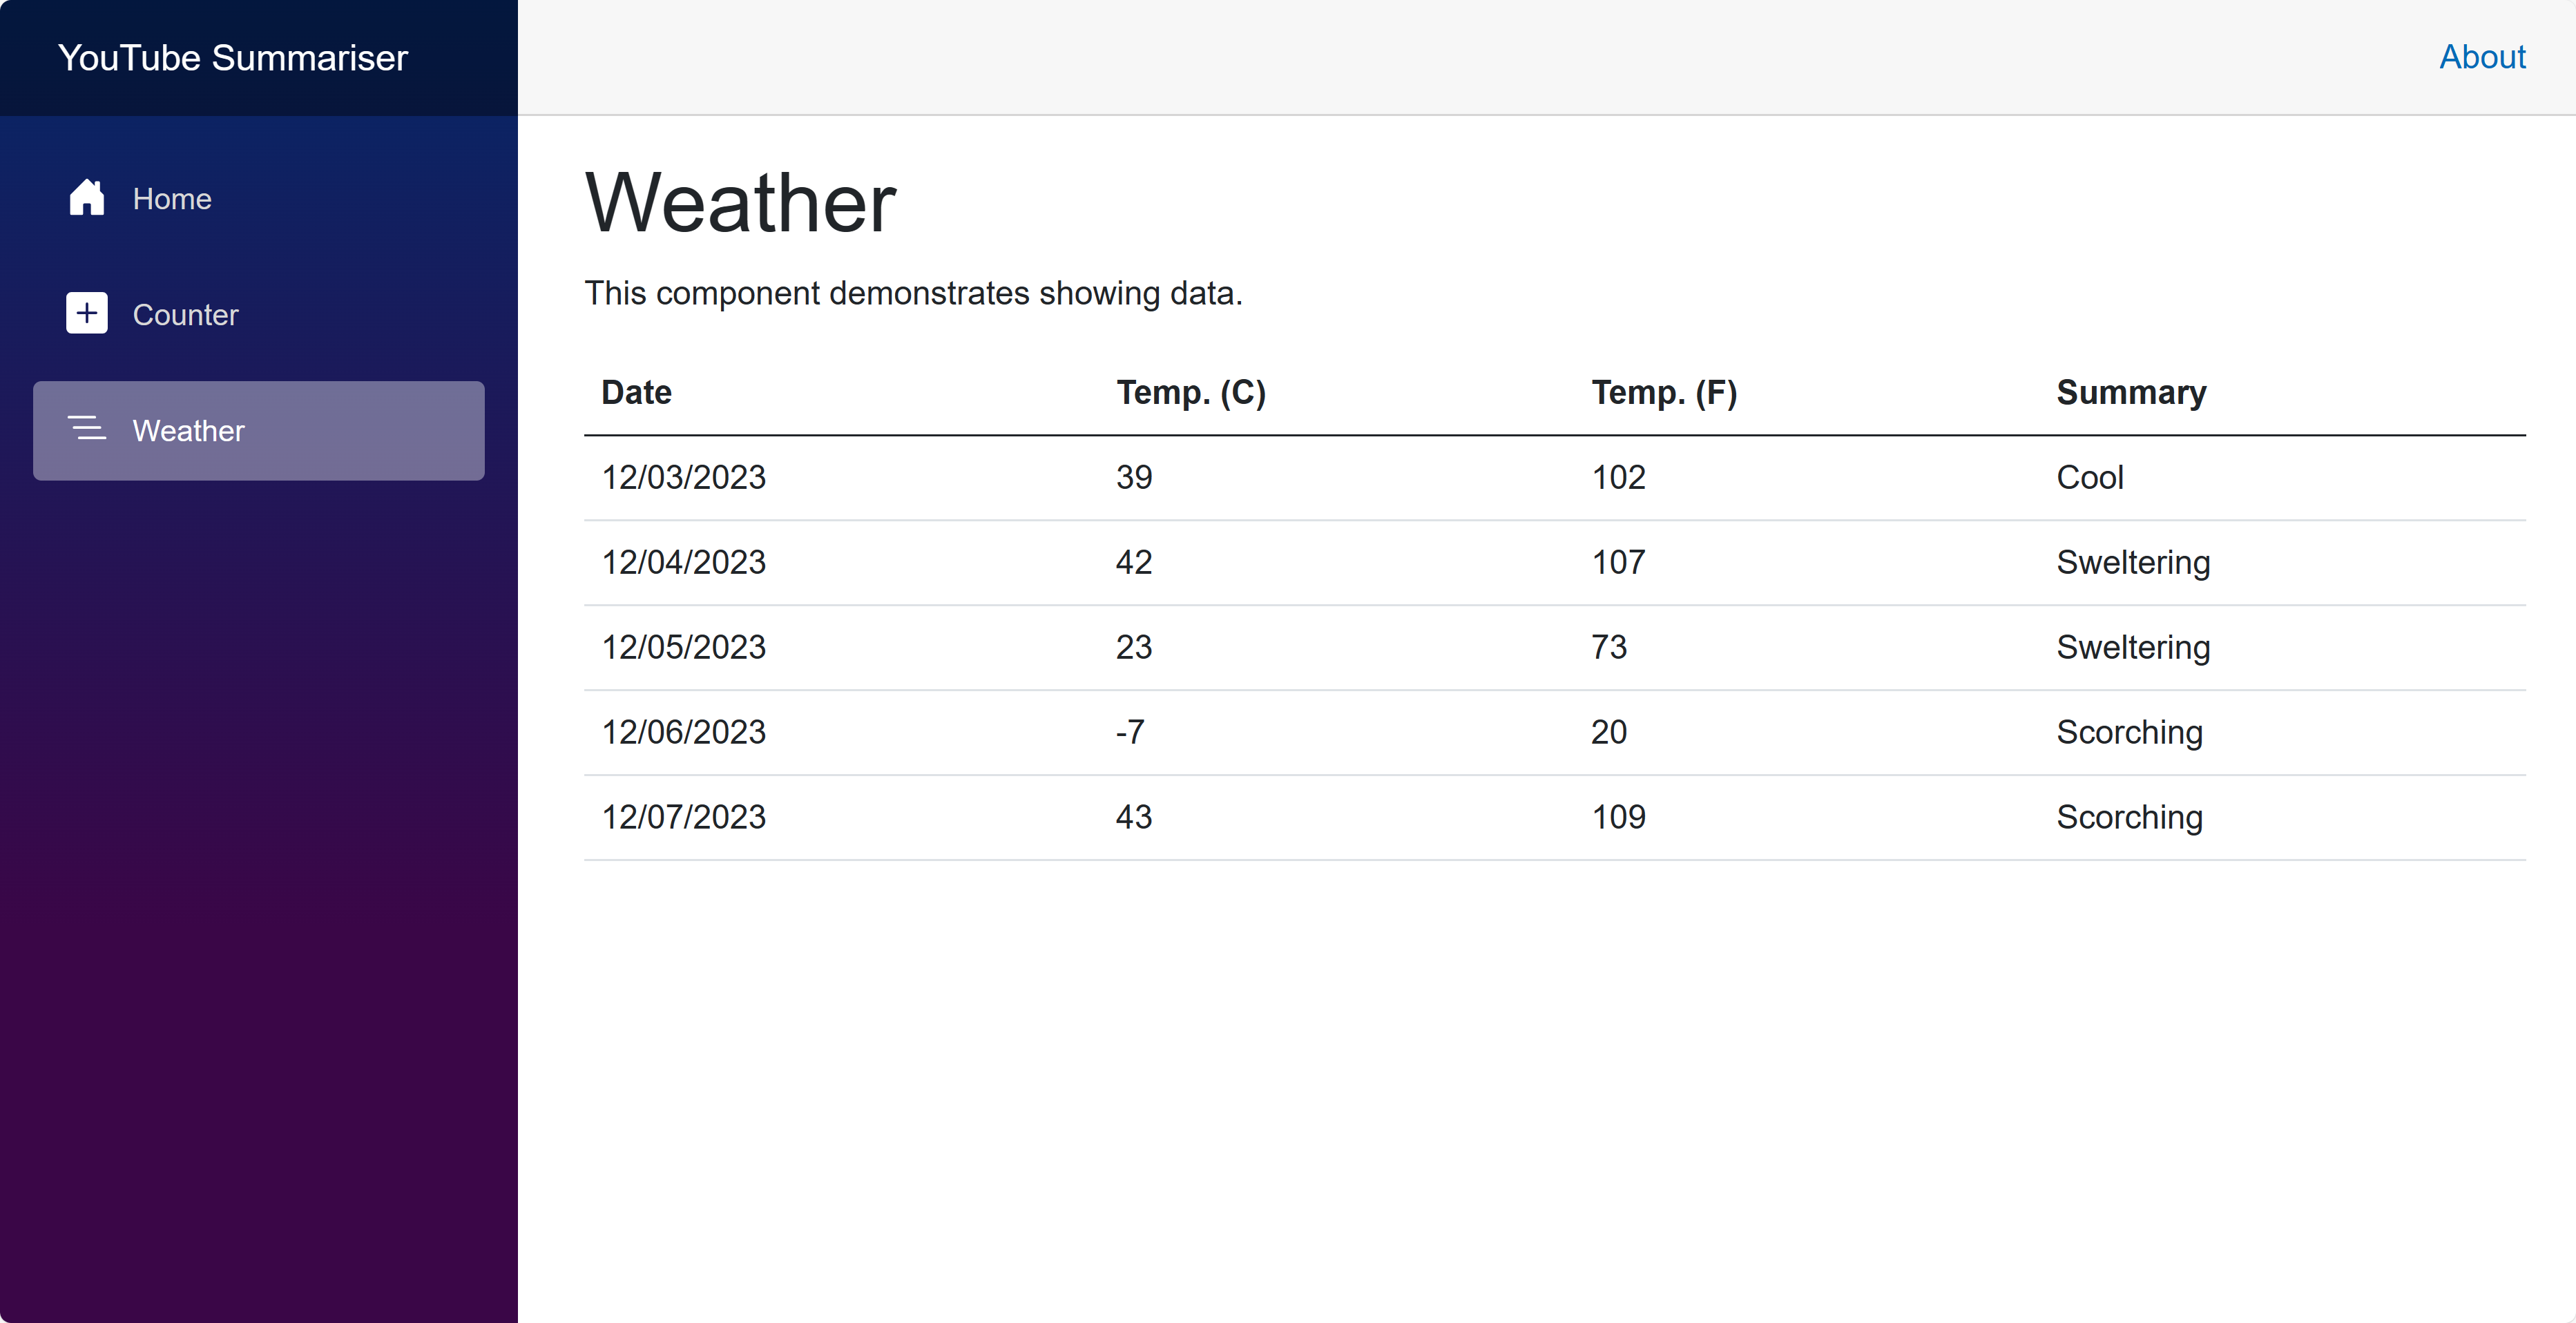 YouTube Summariser
About
Home
Counter
Weather
Weather
This component demonstrates showing data.
Date Temp. (C) Temp. (F) Summary
12/03/2023 39 102 Cool
12/04/2023 42 107 Sweltering
12/05/2023 23 73 Sweltering
12/06/2023 -7 20 Scorching
12/07/2023 43 109 Scorching